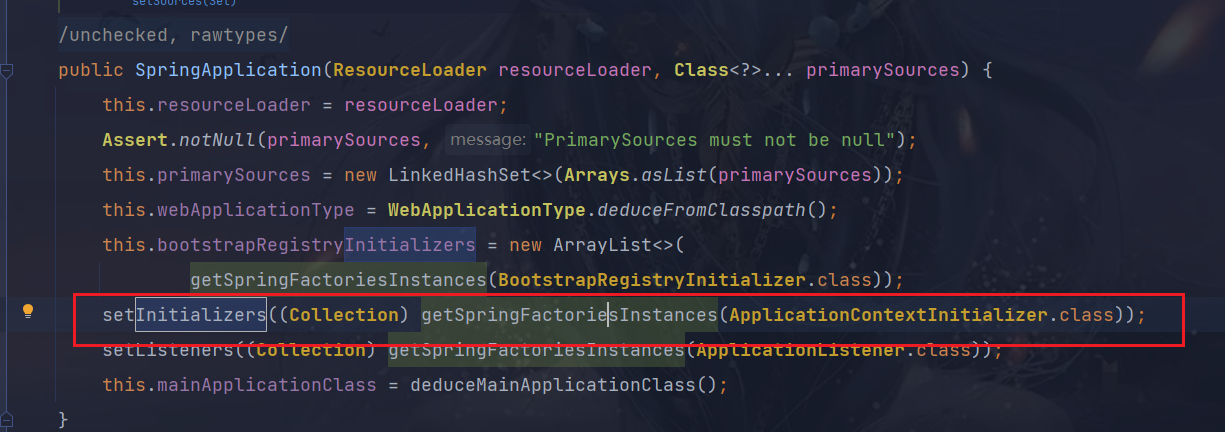 setSources(Set)
/unchecked, rawtypes/
public SpringApplication(ResourceLoader resourceLoader, Class<?>... primarySources) {
this.resourceLoader = resourceLoader;
Assert.notNull(primarySources, message: "PrimarySources must not be null");
this.primarySources = new LinkedHashSet<>(Arrays.asList(primarySources));
this.webApplicationType = WebApplicationType.deduceFromClasspath();
this.bootstrapRegistryInitializers = new ArrayList<>(
getSpringFactoriesInstances(BootstrapRegistryInitializer.class));
setInitializers((Collection) getSpringFactoriesInstances(ApplicationContextInitializer.class));
setListeners((Collection) getSpringFactoriesInstances(ApplicationListener.class));
this.mainApplicationClass = deduceMainApplicationClass();
}